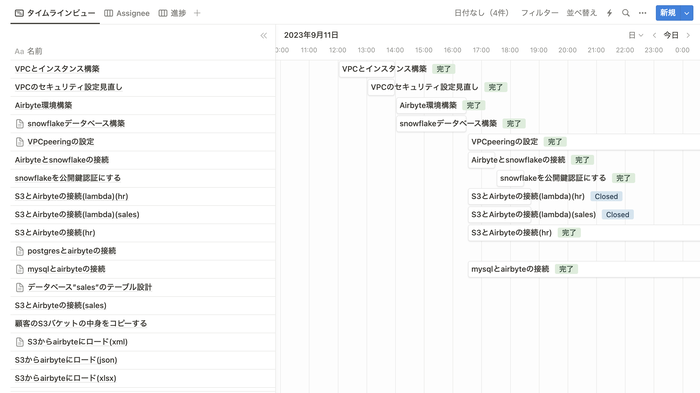 タイムラインビュー Assignee 進捗 + 日付なし（4件） フィルター 並べ替え 新規
2023年9月11日 日 今日
Aa 名前 0:00 11:00 12:00 13:00 14:00 15:00 16:00 17:00 18:00 19:00 20:00 21:00 22:00 23:00 0:00
VPCとインスタンス構築 VPCとインスタンス構築 完了
VPCのセキュリティ設定見直し VPCのセキュリティ設定見直し 完了
Airbyte環境構築 Airbyte環境構築 完了
snowflakeデータベース構築 snowflakeデータベース構築 完了
VPCpeeringの設定 VPCpeeringの設定 完了
Airbyteとsnowflakeの接続 Airbyteとsnowflakeの接続 完了
snowflakeを公開鍵認証にする snowflakeを公開鍵認証にする 完了
S3とAirbyteの接続(lambda)(hr) S3とAirbyteの接続(lambda)(hr) Closed
S3とAirbyteの接続(lambda)(sales) S3とAirbyteの接続(lambda)(sales) Closed
S3とAirbyteの接続(hr) S3とAirbyteの接続(hr) 完了
postgresとairbyteの接続
mysqlとairbyteの接続 mysqlとairbyteの接続 完了
データベース"sales"のテーブル設計
S3とAirbyteの接続(sales)
顧客のS3バケットの中身をコピーする
S3からairbyteにロード(xml)
S3からairbyteにロード(json)
S3からairbyteにロード(xlsx)